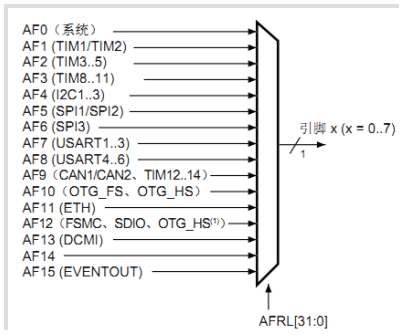 AF0（系统）
AF1 (TIM1/TIM2)
AF2 (TIM3..5)
AF3 (TIM8..11)
AF4 (I2C1..3)
AF5 (SPI1/SPI2)
AF6 (SPI3)
AF7 (USART1..3)
AF8 (USART4..6)
AF9（CAN1/CAN2、TIM12..14）
AF10（OTG_FS、OTG_HS）
AF11 (ETH)
AF12（FSMC、SDIO、OTG_HS⁽¹⁾）
AF13 (DCMI)
AF14
AF15 (EVENTOUT)
引脚 x (x = 0..7)
1
AFRL[31:0]